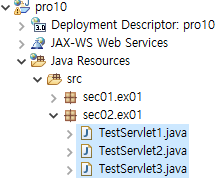 pro10
Deployment Descriptor: pro10
JAX-WS Web Services
Java Resources
src
sec01.ex01
sec02.ex01
TestServlet1.java
TestServlet2.java
TestServlet3.java